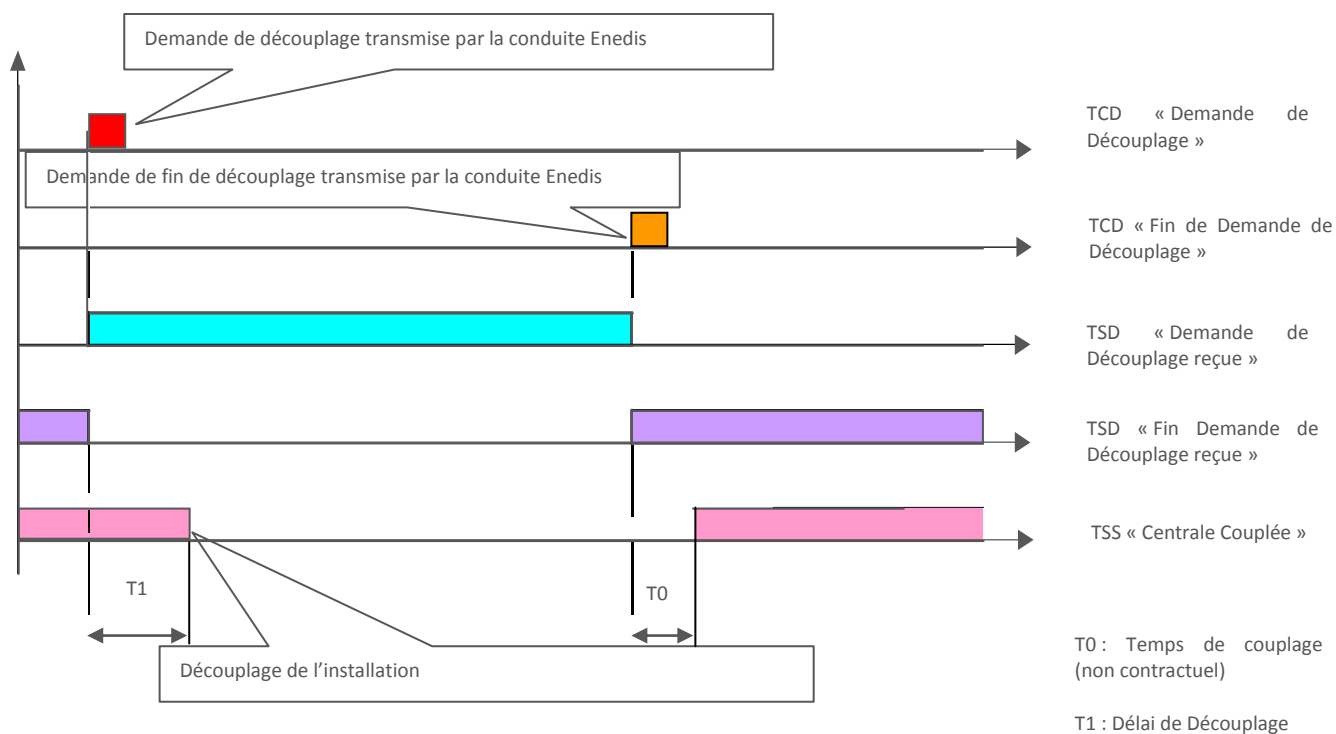 Demande de découplage transmise par la conduite Enedis
TCD « Demande de
Découplage »
Demande de fin de découplage transmise par la conduite Enedis
TCD « Fin de Demande de
Découplage »
TSD « Demande de
Découplage reçue »
TSD « Fin Demande de
Découplage reçue »
TSS « Centrale Couplée »
T1
T0
Découplage de l’installation
T0 : Temps de couplage
(non contractuel)
T1 : Délai de Découplage